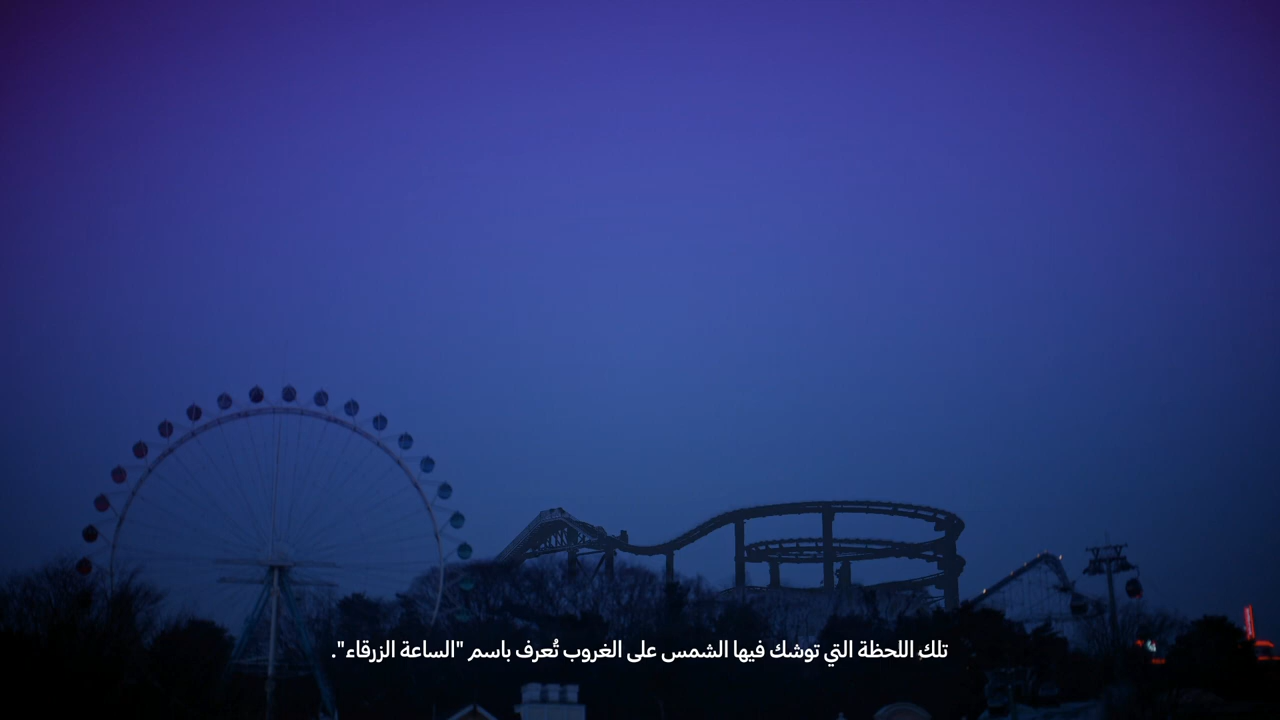 تلك اللحظة التي توشك فيها الشمس على الغروب تُعرف باسم "الساعة الزرقاء".